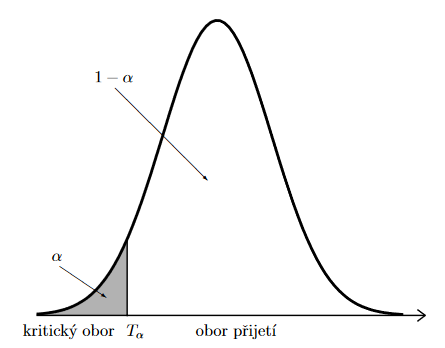 1 − α
α
kritický obor T_α obor přijetí